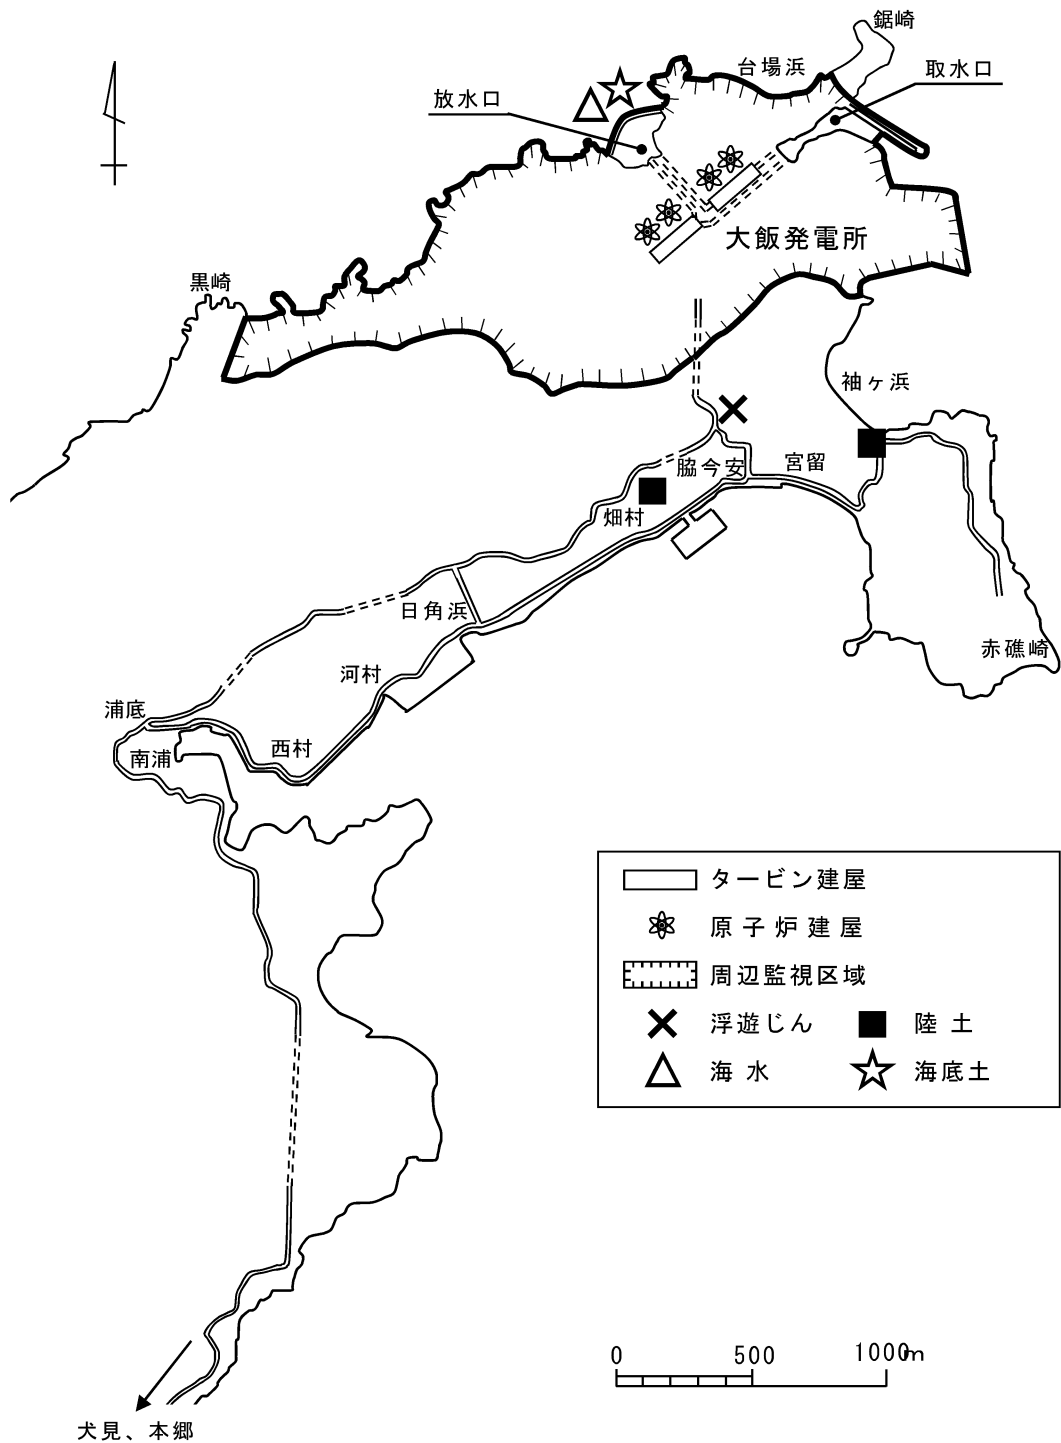 鋸崎
台場浜
取水口
放水口
大飯発電所
黒崎
袖ヶ浜
脇今安
宮留
畑村
日角浜
赤礁崎
河村
浦底
南浦
西村
タービン建屋
原子炉建屋
周辺監視区域
浮遊じん
陸土
海水
海底土
0 500 1000m
犬見、本郷